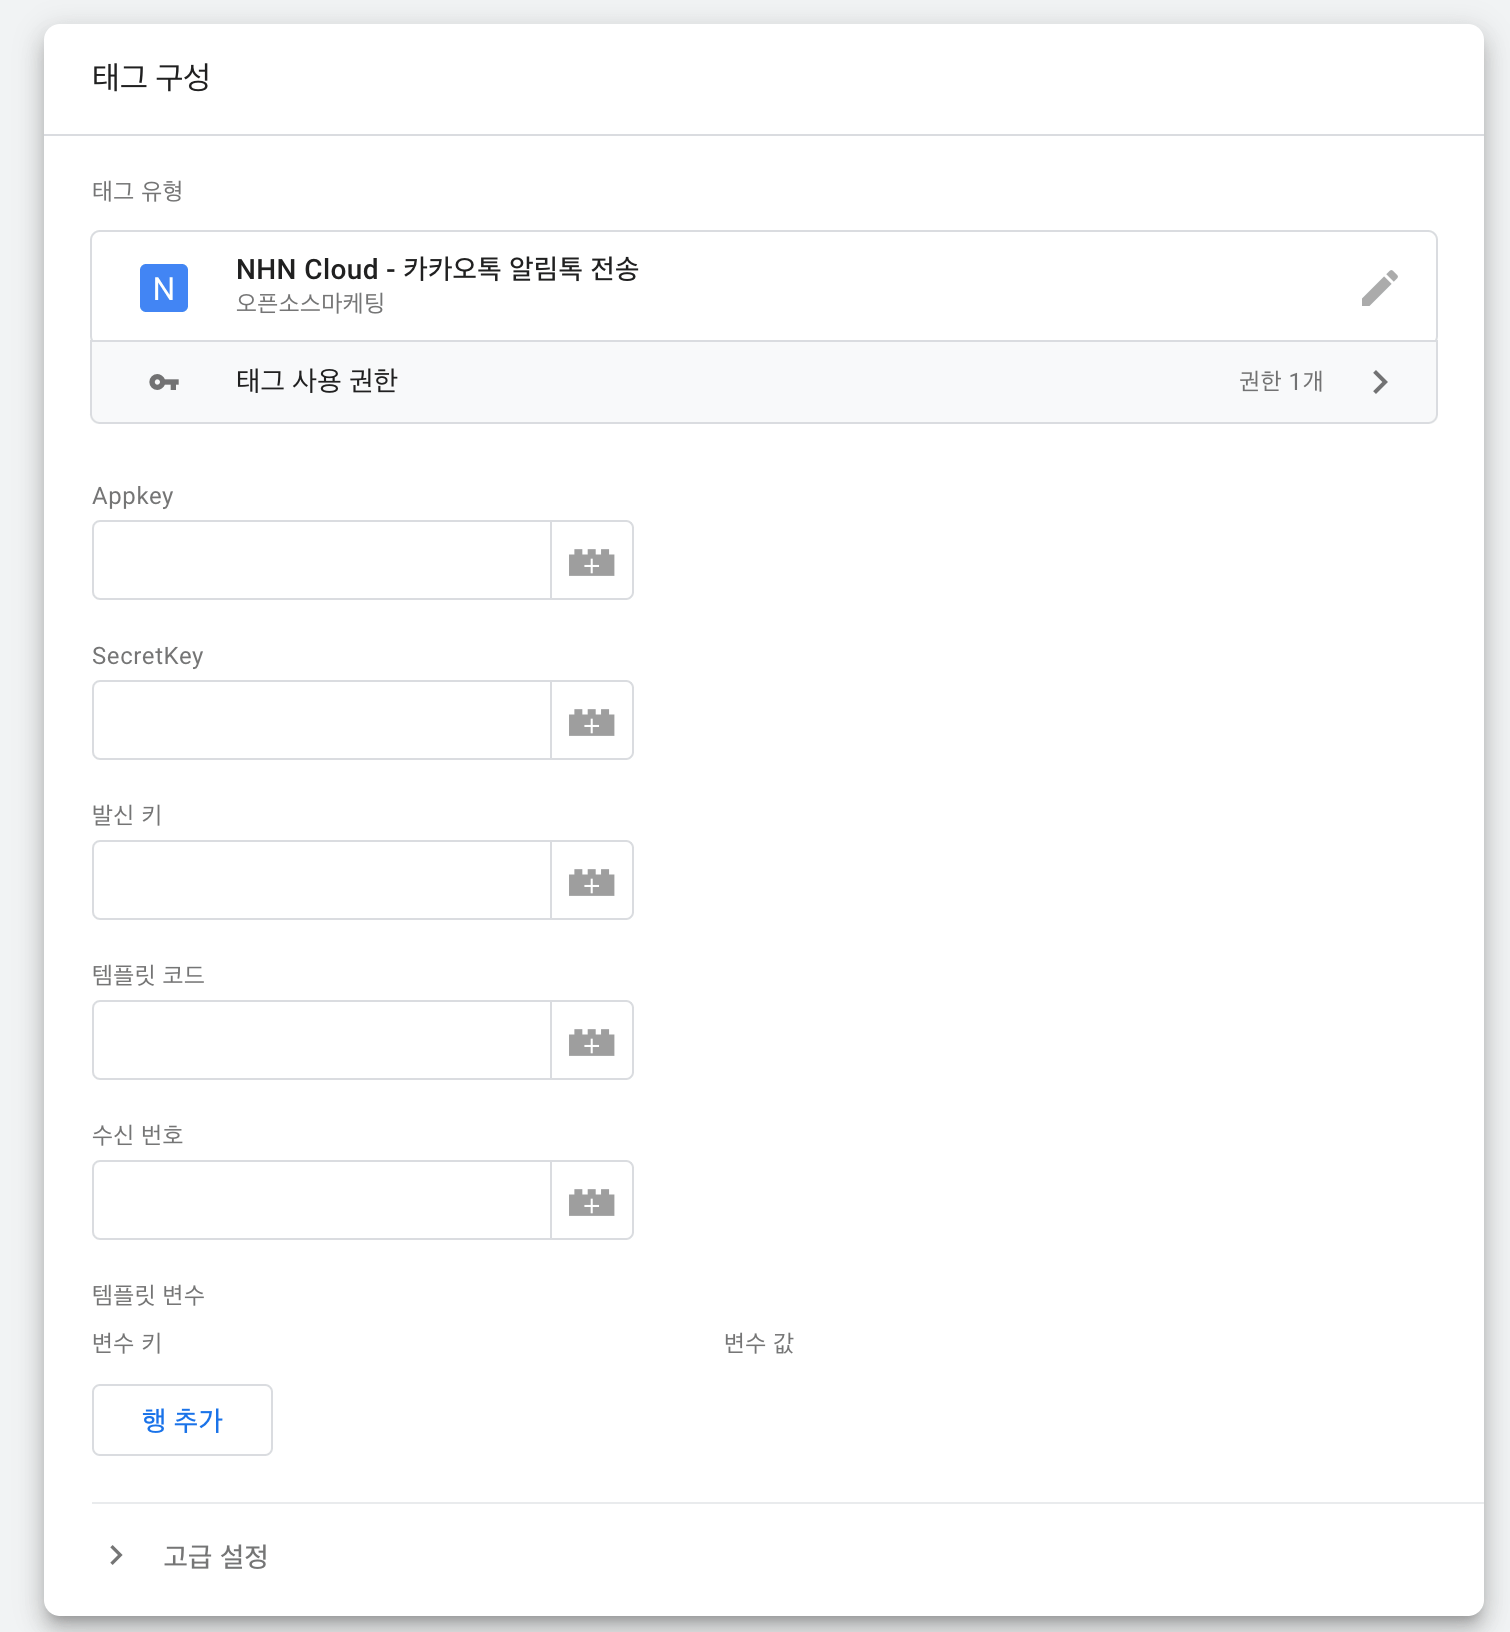 태그 구성
태그 유형
N
NHN Cloud - 카카오톡 알림톡 전송
오픈소스마케팅
태그 사용 권한 권한 1개
Appkey
SecretKey
발신 키
템플릿 코드
수신 번호
템플릿 변수
변수 키 변수 값
행 추가
고급 설정